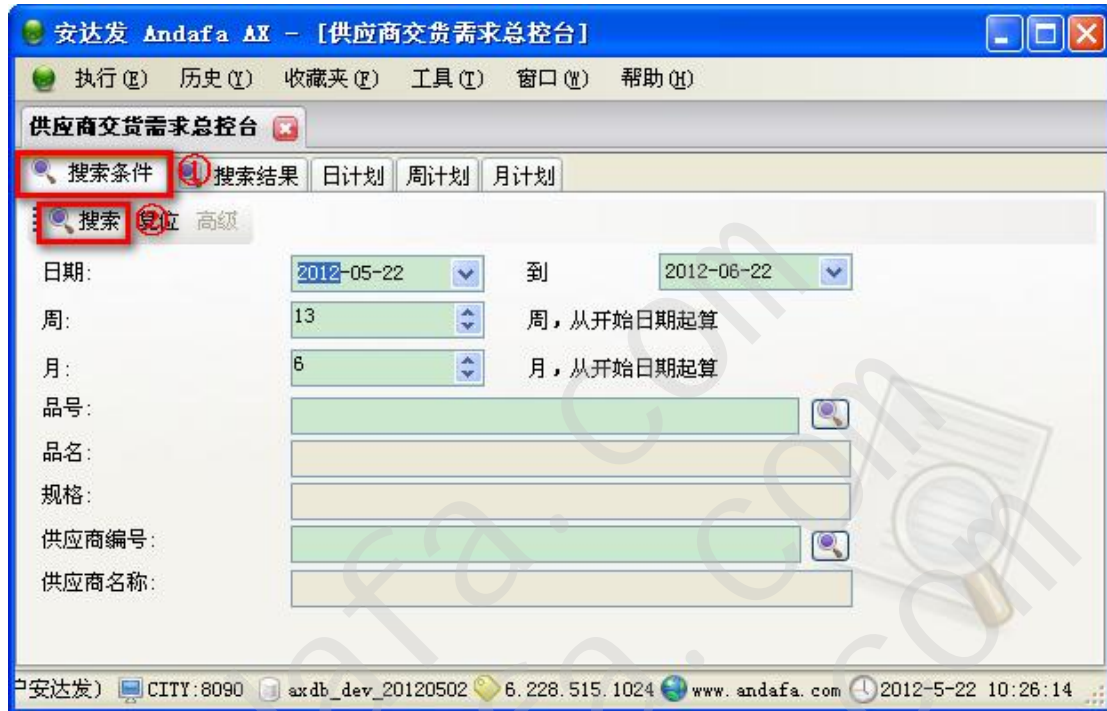 安达发 Andafa AX - [供应商交货需求总控台]
执行(E) 历史(Y) 收藏夹(F) 工具(T) 窗口(W) 帮助(H)
供应商交货需求总控台
搜索条件 ① 搜索结果 日计划 周计划 月计划
搜索 ② 复位 高级
日期: 2012-05-22 到 2012-06-22
周: 13 周，从开始日期起算
月: 6 月，从开始日期起算
品号:
品名:
规格:
供应商编号:
供应商名称:
户安达发) CITY:8090 axdb_dev_20120502 6.228.515.1024 www.andafa.com 2012-5-22 10:26:14